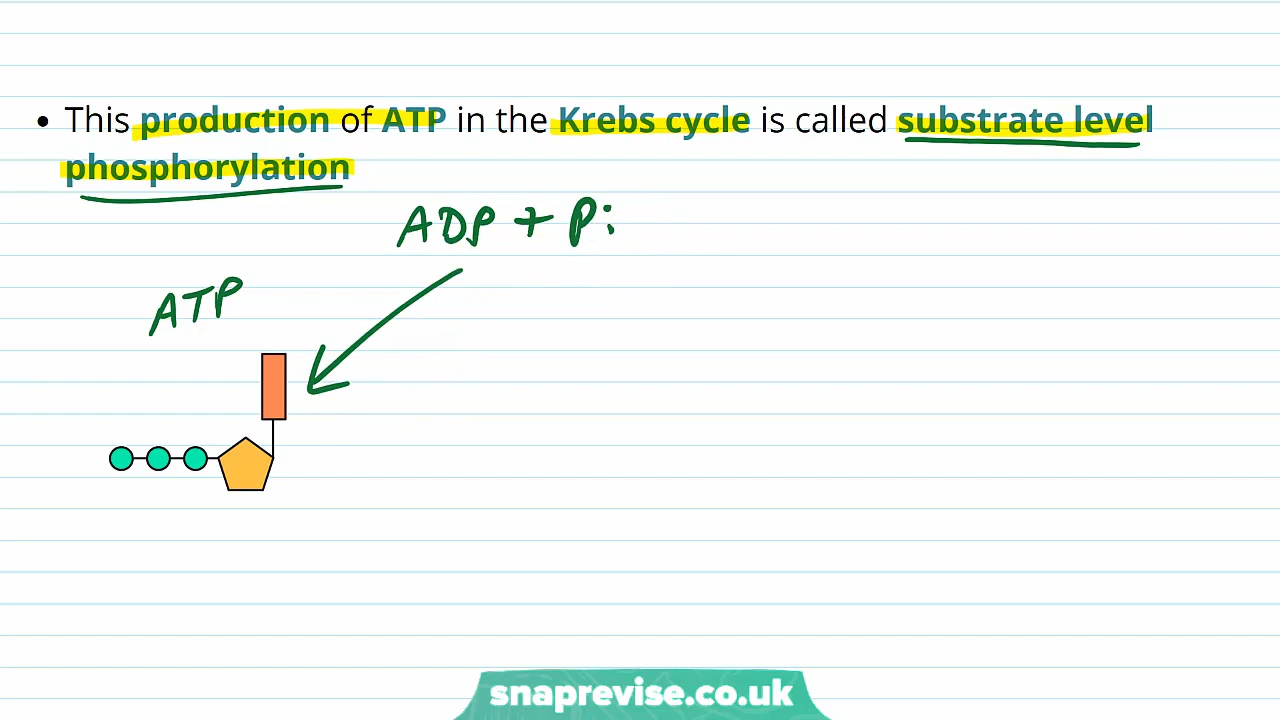 • This production of ATP in the Krebs cycle is called substrate level
phosphorylation
ADP + Pi
ATP
snaprevise.co.uk